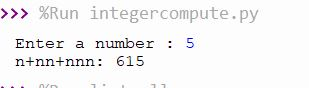 >>> %Run integercompute.py
Enter a number : 5
n+nn+nnn: 615